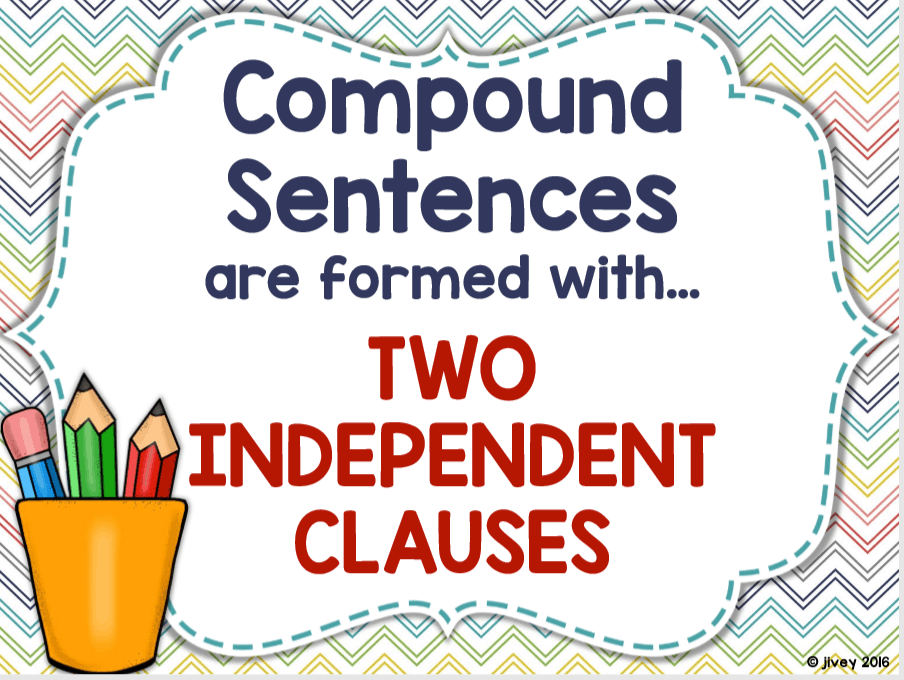 Compound
Sentences
are formed with...
TWO
INDEPENDENT
CLAUSES
© jivey 2016